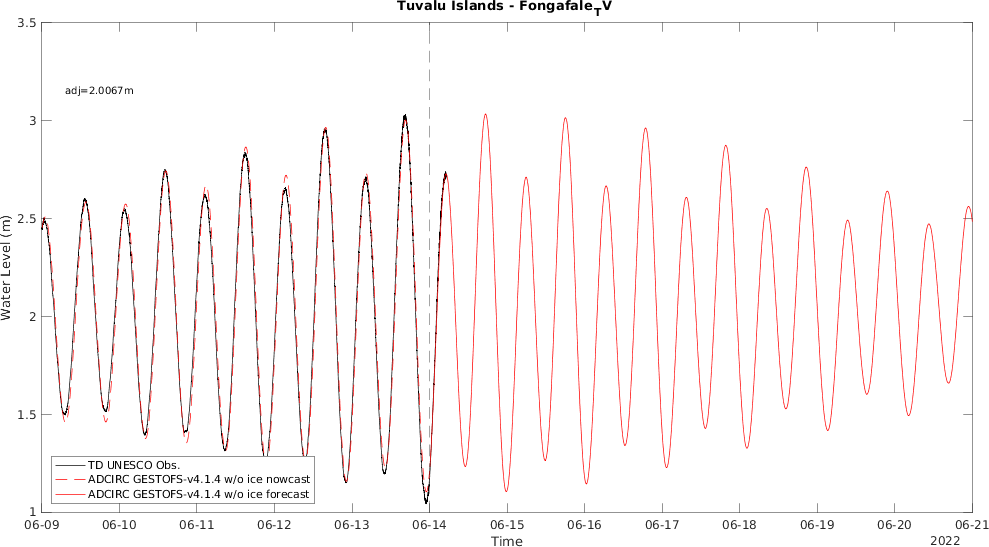 Tuvalu Islands - Fongafale_TV
adj=2.0067m
Water Level (m)
3.5
3
2.5
2
1.5
1
TD UNESCO Obs.
ADCIRC GESTOFS-v4.1.4 w/o ice nowcast
ADCIRC GESTOFS-v4.1.4 w/o ice forecast
06-09 06-10 06-11 06-12 06-13 06-14 06-15 06-16 06-17 06-18 06-19 06-20 06-21
Time
2022